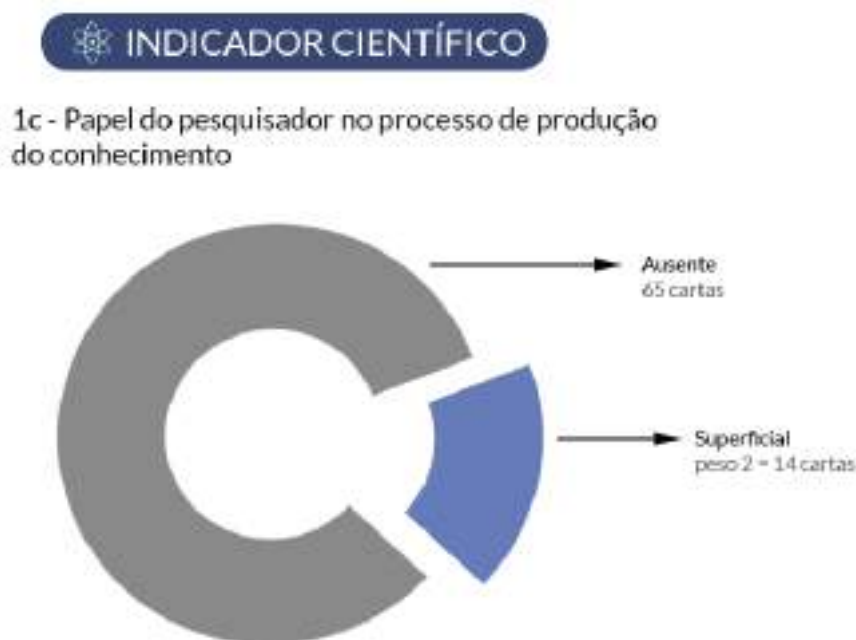 INDICADOR CIENTÍFICO
1c - Papel do pesquisador no processo de produção
do conhecimento
Ausente
65 cartas
Superficial
peso 2 = 14 cartas